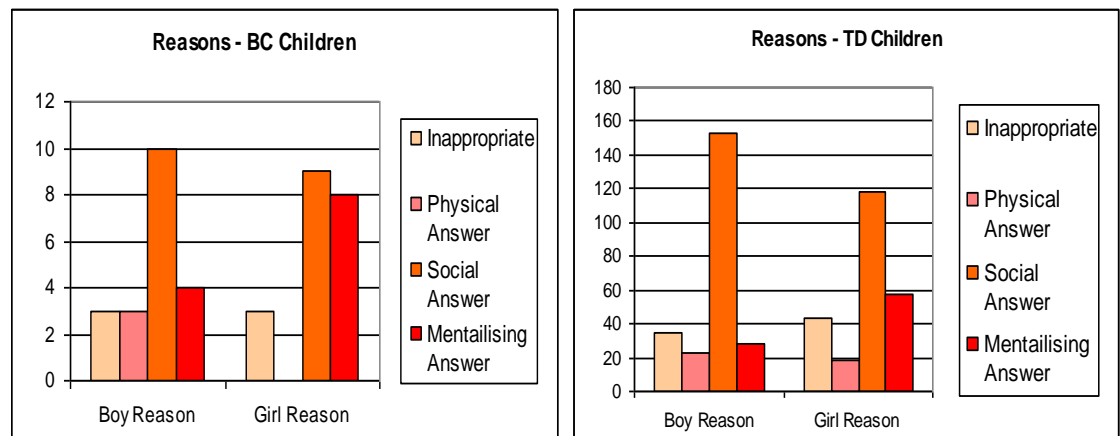 Reasons - BC Children
12
10
8
6
4
2
0
Boy Reason Girl Reason
Inappropriate
Physical
Answer
Social
Answer
Mentailising
Answer
Reasons - TD Children
180
160
140
120
100
80
60
40
20
0
Boy Reason Girl Reason
Inappropriate
Physical
Answer
Social
Answer
Mentailising
Answer